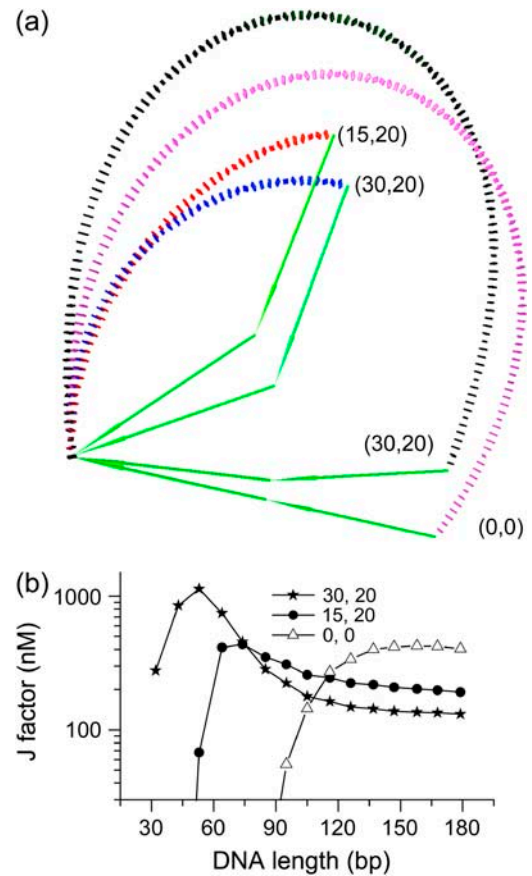 (a)
(15,20)
(30,20)
(30,20)
(0,0)
(b)
1000
100
J factor (nM)
30, 20
15, 20
0, 0
30 60 90 120 150 180
DNA length (bp)